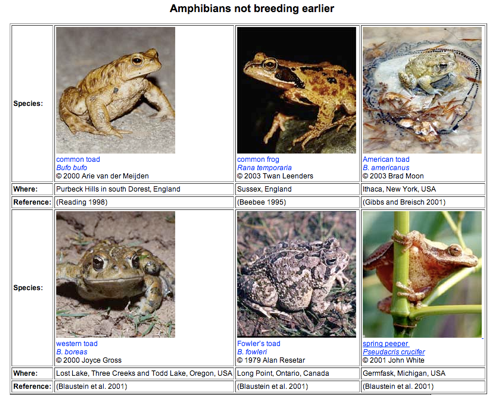 Amphibians not breeding earlier
Species:
common toad
Bufo bufo
© 2000 Arie van der Meijden
common frog
Rana temporaria
© 2003 Twan Leenders
American toad
B. americanus
© 2003 Brad Moon
Where: Purbeck Hills in south Dorest, England Sussex, England Ithaca, New York, USA
Reference: (Reading 1998) (Beebee 1995) (Gibbs and Breisch 2001)
Species:
western toad
B. boreas
© 2000 Joyce Gross
Fowler's toad
B. fowleri
© 1979 Alan Resetar
spring peeper
Pseudacris crucifer
© 2001 John White
Where: Lost Lake, Three Creeks and Todd Lake, Oregon, USA Long Point, Ontario, Canada Germfask, Michigan, USA
Reference: (Blaustein et al. 2001) (Blaustein et al. 2001) (Blaustein et al. 2001)